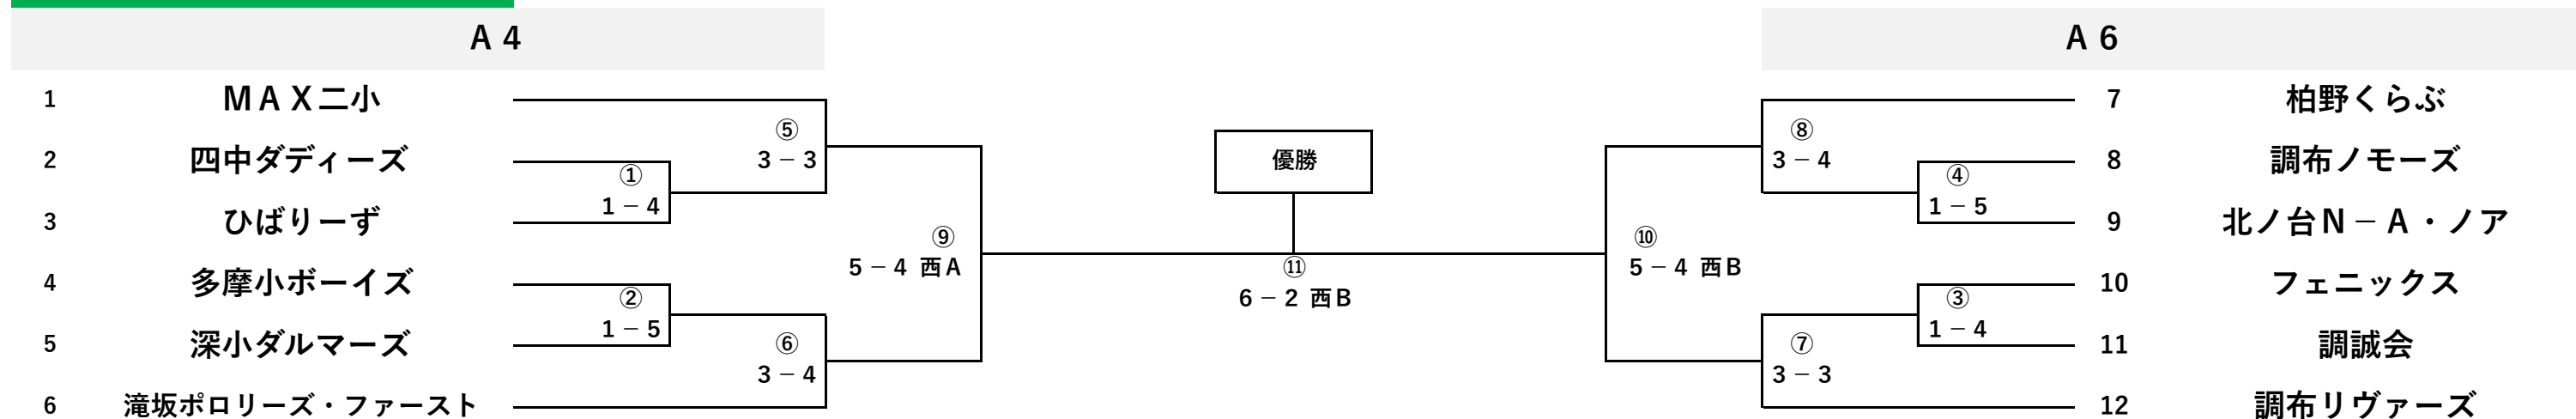 A 4
A 6
1 ＭＡＸ二小
7 柏野くらぶ
⑤
⑧
2 四中ダディーズ
3 － 3
優勝
3 － 4
8 調布ノモーズ
①
④
1 － 4
1 － 5
3 ひばりーず
9 北ノ台Ｎ－Ａ・ノア
⑨
⑩
5 － 4 西A
⑪
5 － 4 西B
4 多摩小ボーイズ
10 フェニックス
②
6 － 2 西B
③
1 － 5
1 － 4
5 深小ダルマーズ
11 調誠会
⑥
⑦
3 － 4
3 － 3
6 滝坂ポロリーズ・ファースト
12 調布リヴァーズ